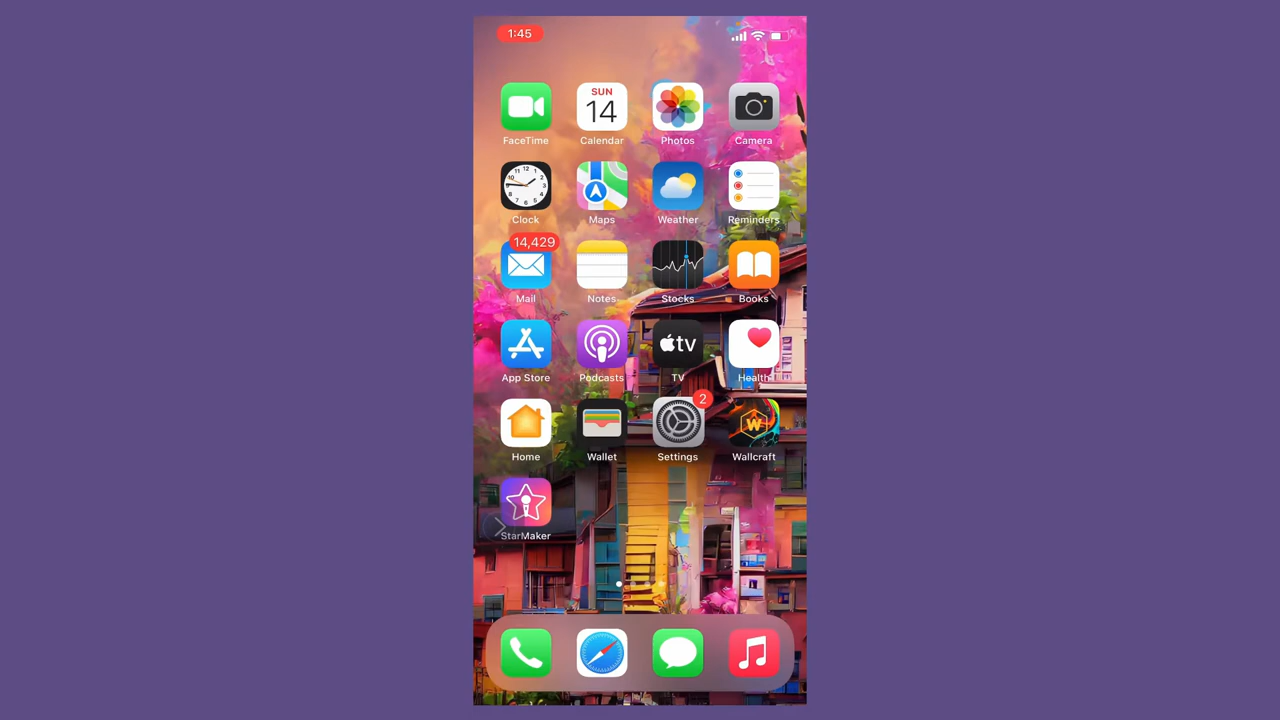 1:45
SUN
14
FaceTime
Calendar
Photos
Camera
Clock
Maps
Weather
Reminders
14,429
Mail
Notes
Stocks
Books
tv
App Store
Podcasts
TV
Health
2
W
Home
Wallet
Settings
Wallcraft
StarMaker